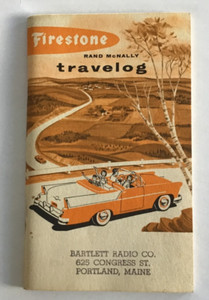 Firestone
RAND McNALLY
travelog
BARTLETT RADIO CO.
625 CONGRESS ST.
PORTLAND, MAINE